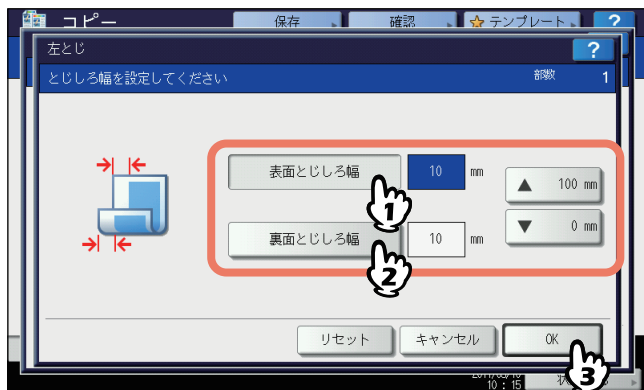 コピー
保存
確認
テンプレート
?
左とじ
?
とじしろ幅を設定してください
部数 1
表面とじしろ幅 10 mm
▲ 100 mm
1
裏面とじしろ幅 10 mm
▼ 0 mm
2
リセット
キャンセル
OK
3
10:15